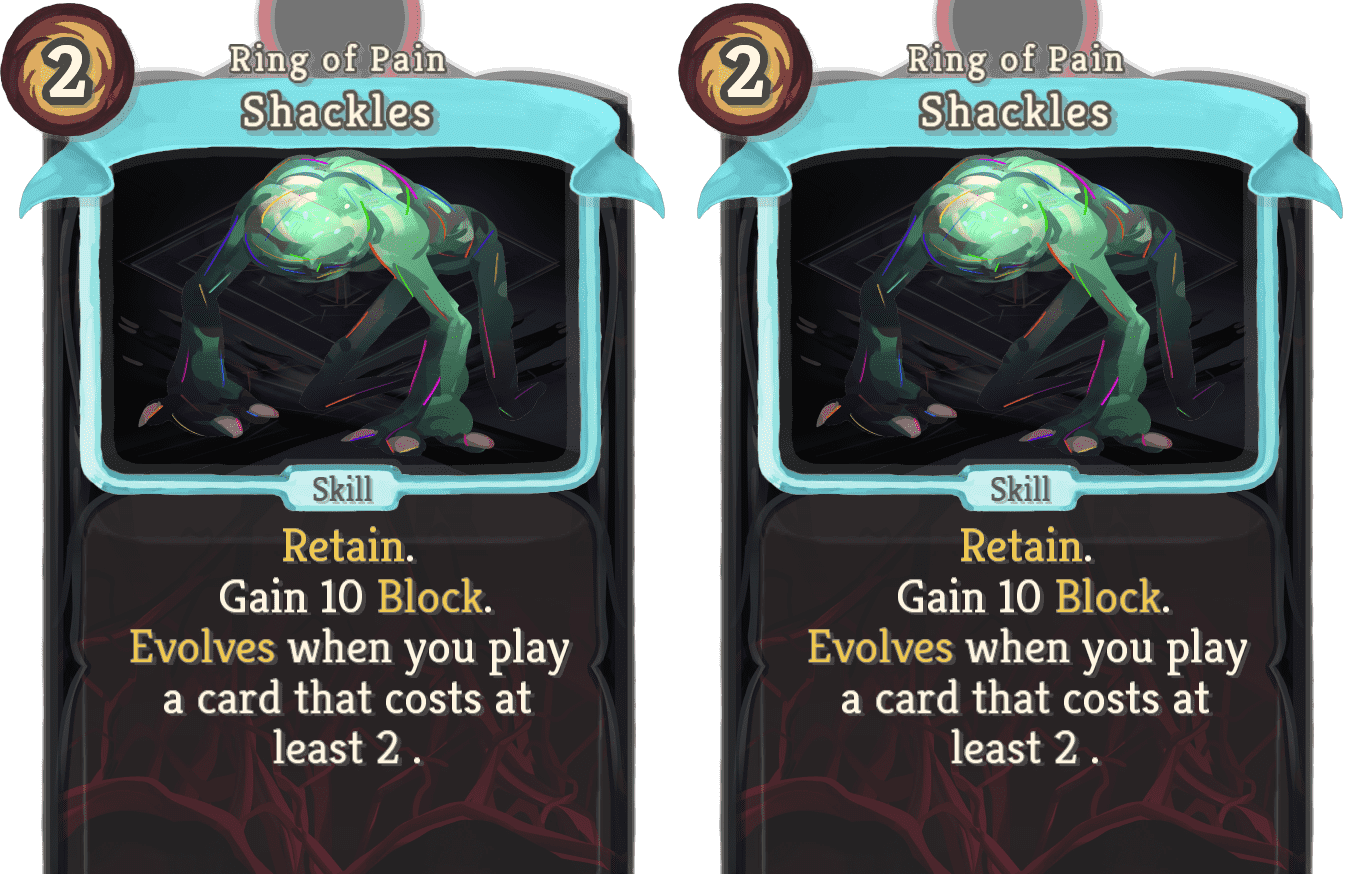 2
Ring of Pain
Shackles
Skill
Retain.
Gain 10 Block.
Evolves when you play
a card that costs at
least 2 .
2
Ring of Pain
Shackles
Skill
Retain.
Gain 10 Block.
Evolves when you play
a card that costs at
least 2 .